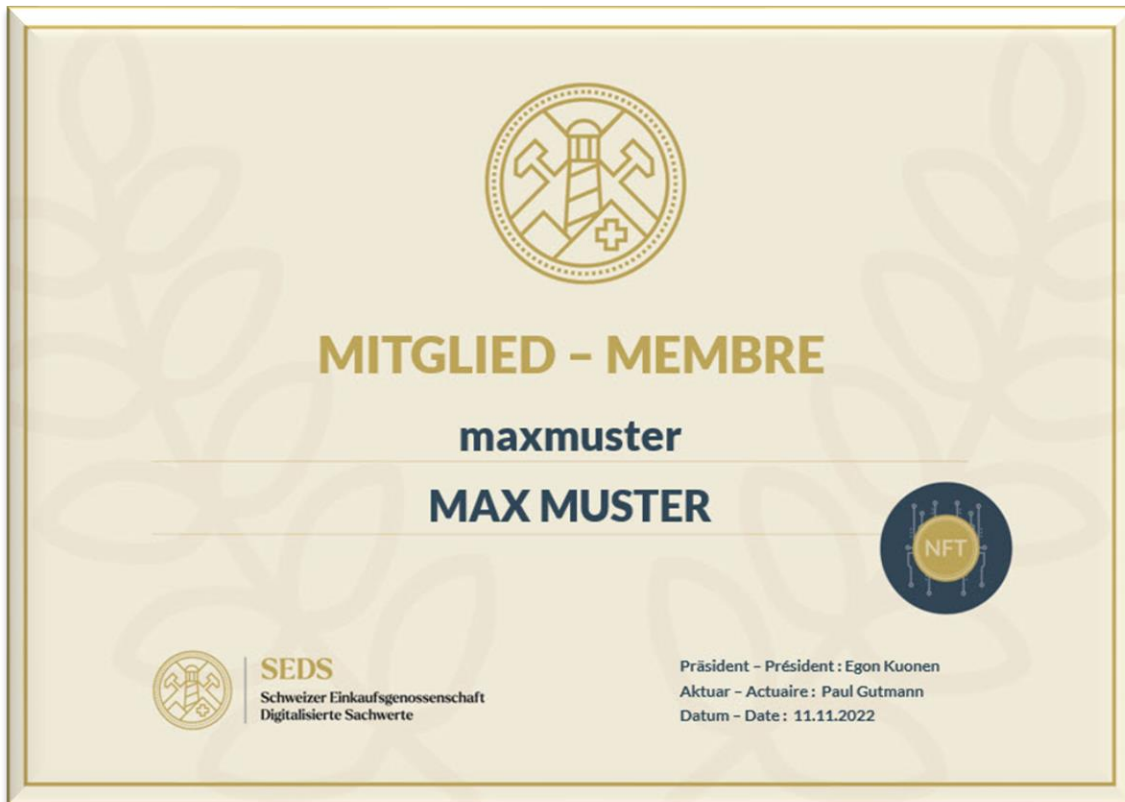 MITGLIED – MEMBRE
maxmuster
MAX MUSTER
NFT
SEDS
Schweizer Einkaufsgenossenschaft
Digitalisierte Sachwerte
Präsident – Président : Egon Kuonen
Aktuar – Actuaire : Paul Gutmann
Datum – Date : 11.11.2022